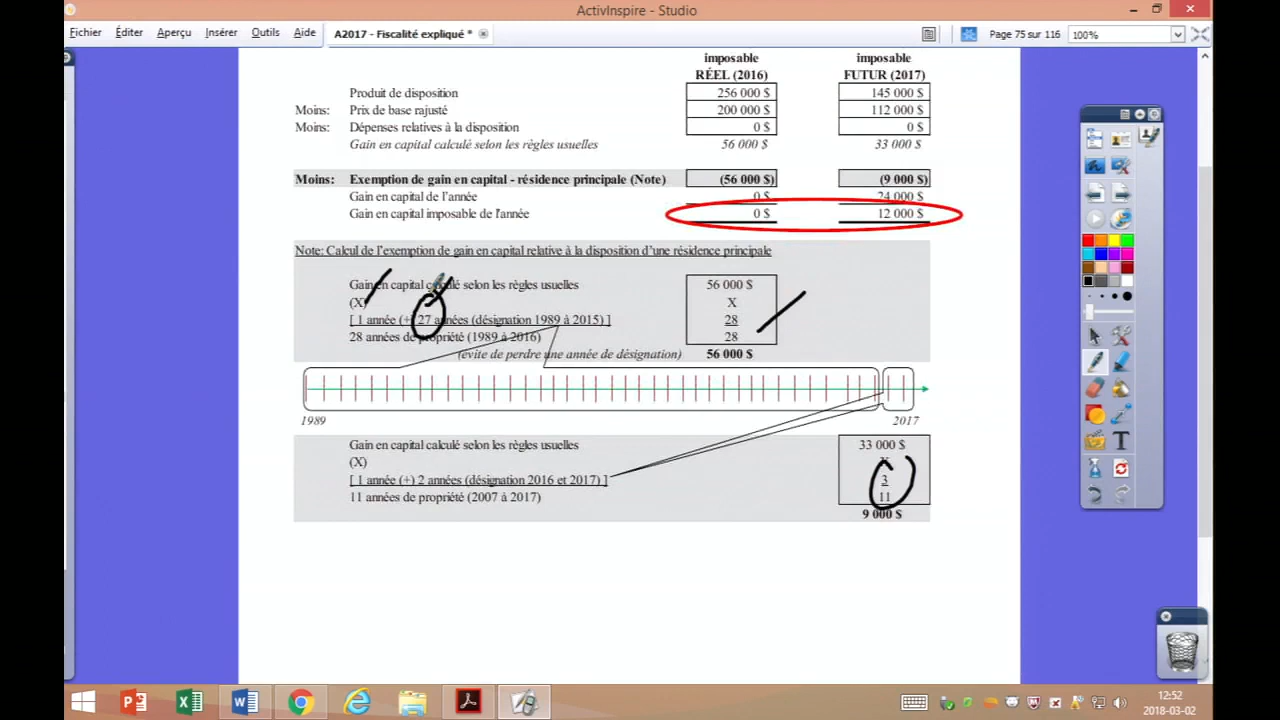 ActivInspire - Studio
Fichier Éditer Aperçu Insérer Outils Aide A2017 - Fiscalité expliqué * Page 75 sur 116 100%
imposable imposable
RÉEL (2016) FUTUR (2017)
Produit de disposition 256 000 $ 145 000 $
Moins: Prix de base rajusté 200 000 $ 112 000 $
Moins: Dépenses relatives à la disposition 0 $ 0 $
Gain en capital calculé selon les règles usuelles 56 000 $ 33 000 $
Moins: Exemption de gain en capital - résidence principale (Note) (56 000 $) (9 000 $)
Gain en capital de l'année 0 $ 24 000 $
Gain en capital imposable de l'année 0 $ 12 000 $
Note: Calcul de l'exemption de gain en capital relative à la disposition d'une résidence principale
Gain en capital calculé selon les règles usuelles 56 000 $
(X) X
[ 1 année (+) 27 années (désignation 1989 à 2015) ] 28
28 années de propriété (1989 à 2016) 28
(évite de perdre une année de désignation) 56 000 $
1989 2017
Gain en capital calculé selon les règles usuelles 33 000 $
(X) X
[ 1 année (+) 2 années (désignation 2016 et 2017) ] 3
11 années de propriété (2007 à 2017) 11
9 000 $
12:52
2018-03-02